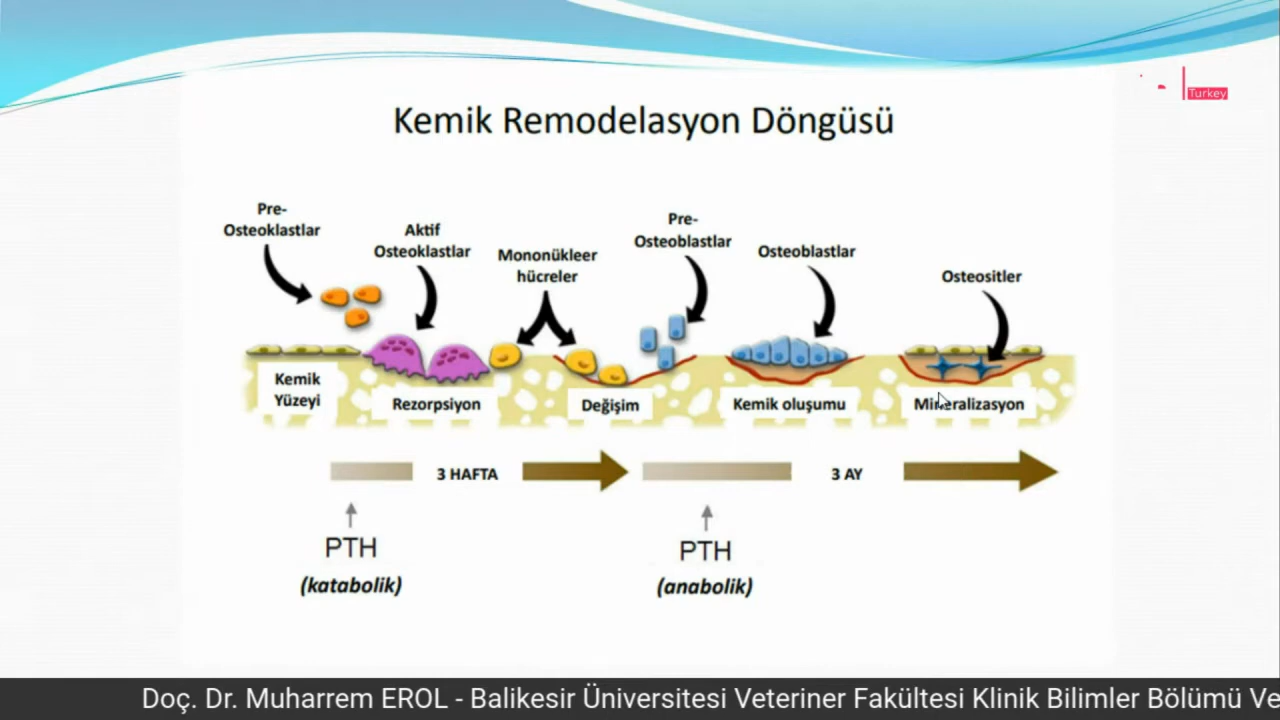 Turkey
Kemik Remodelasyon Döngüsü
Pre-
Osteoklastlar
Aktif
Osteoklastlar
Mononükleer
hücreler
Pre-
Osteoblastlar
Osteoblastlar
Osteositler
Kemik
Yüzeyi
Rezorpsiyon
Değişim
Kemik oluşumu
Mineralizasyon
3 HAFTA
3 AY
PTH
(katabolik)
PTH
(anabolik)
Doç. Dr. Muharrem EROL - Balikesir Üniversitesi Veteriner Fakültesi Klinik Bilimler Bölümü Ve